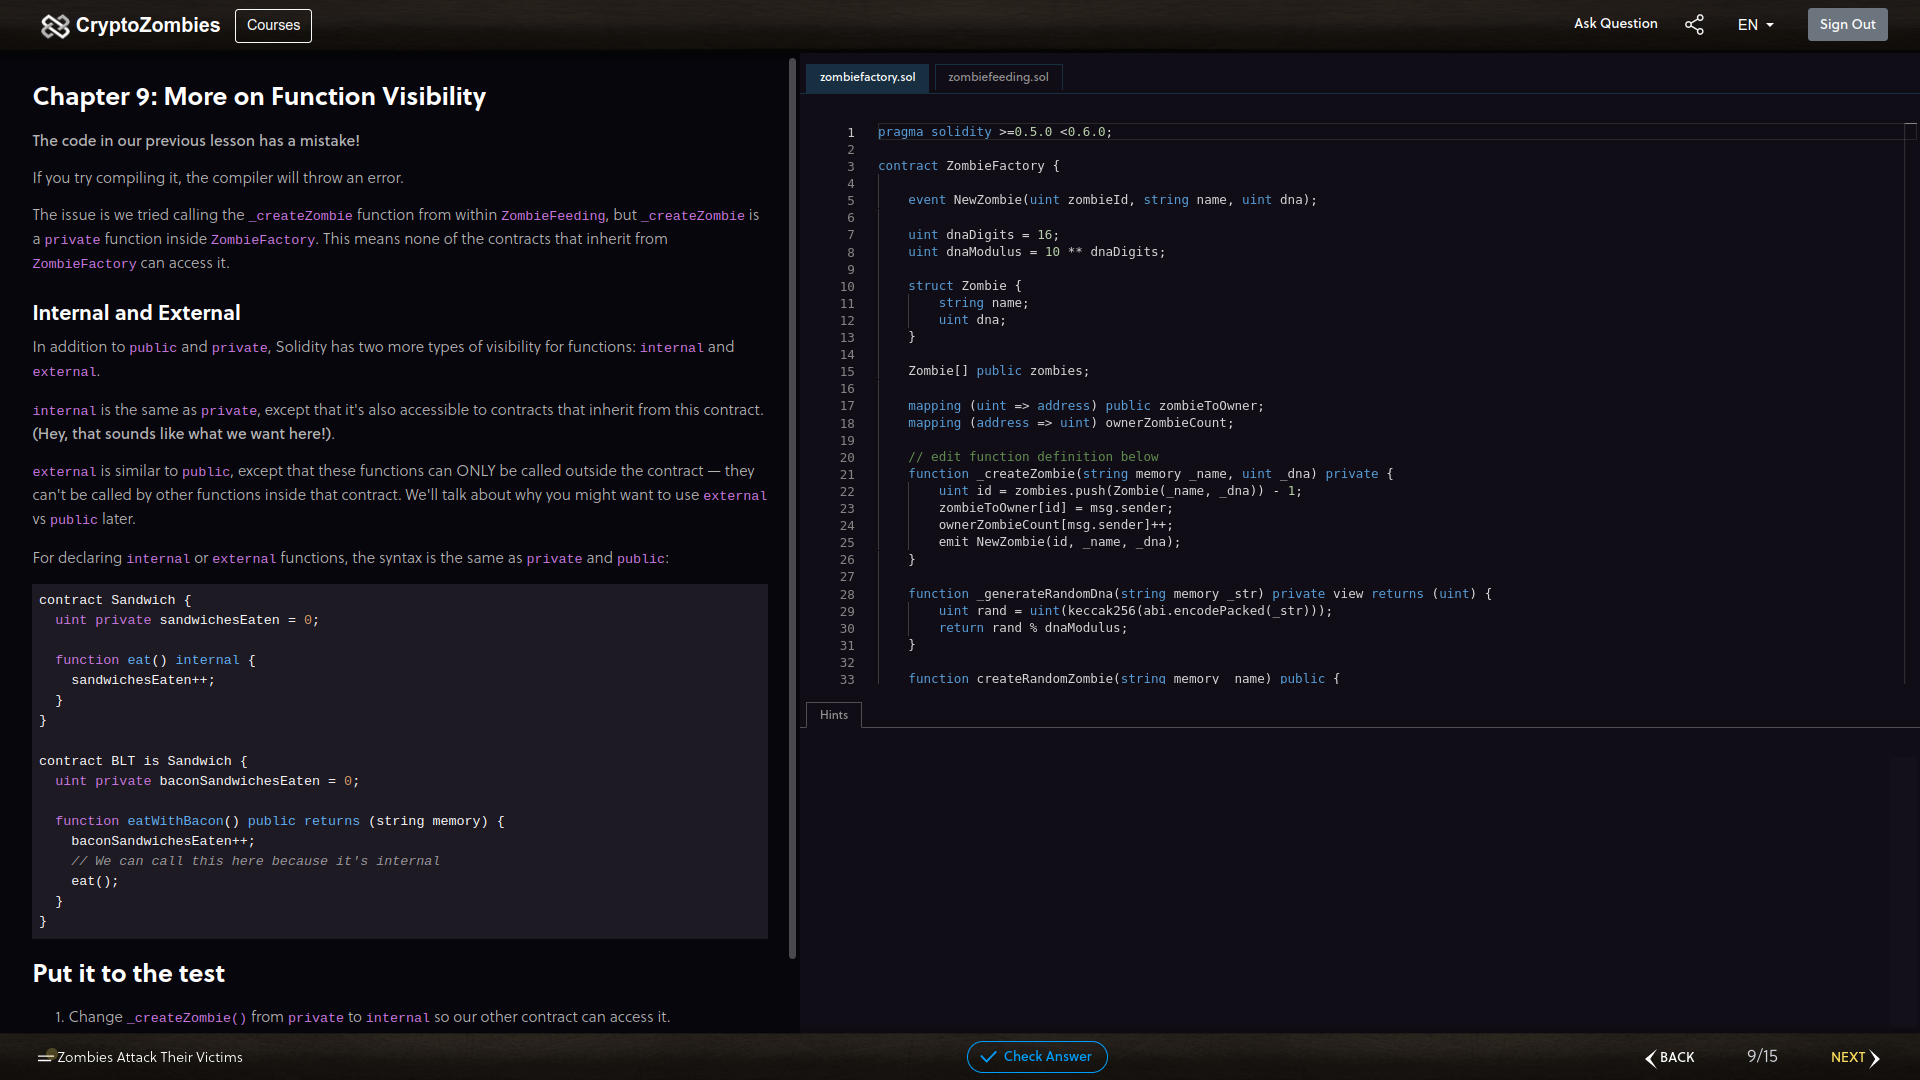 CryptoZombies
Courses
Ask Question
EN
Sign Out
Chapter 9: More on Function Visibility
The code in our previous lesson has a mistake!
If you try compiling it, the compiler will throw an error.
The issue is we tried calling the _createZombie function from within ZombieFeeding, but _createZombie is
a private function inside ZombieFactory. This means none of the contracts that inherit from
ZombieFactory can access it.
Internal and External
In addition to public and private, Solidity has two more types of visibility for functions: internal and
external.
internal is the same as private, except that it's also accessible to contracts that inherit from this contract.
(Hey, that sounds like what we want here!).
external is similar to public, except that these functions can ONLY be called outside the contract — they
can't be called by other functions inside that contract. We'll talk about why you might want to use external
vs public later.
For declaring internal or external functions, the syntax is the same as private and public:
contract Sandwich {
uint private sandwichesEaten = 0;
function eat() internal {
sandwichesEaten++;
}
}
contract BLT is Sandwich {
uint private baconSandwichesEaten = 0;
function eatWithBacon() public returns (string memory) {
baconSandwichesEaten++;
// We can call this here because it's internal
eat();
}
}
Put it to the test
1. Change _createZombie() from private to internal so our other contract can access it.
zombiefactory.sol
zombiefeeding.sol
1 pragma solidity >=0.5.0 <0.6.0;
2
3 contract ZombieFactory {
4
5 event NewZombie(uint zombieId, string name, uint dna);
6
7 uint dnaDigits = 16;
8 uint dnaModulus = 10 ** dnaDigits;
9
10 struct Zombie {
11 string name;
12 uint dna;
13 }
14
15 Zombie[] public zombies;
16
17 mapping (uint => address) public zombieToOwner;
18 mapping (address => uint) ownerZombieCount;
19
20 // edit function definition below
21 function _createZombie(string memory _name, uint _dna) private {
22 uint id = zombies.push(Zombie(_name, _dna)) - 1;
23 zombieToOwner[id] = msg.sender;
24 ownerZombieCount[msg.sender]++;
25 emit NewZombie(id, _name, _dna);
26 }
27
28 function _generateRandomDna(string memory _str) private view returns (uint) {
29 uint rand = uint(keccak256(abi.encodePacked(_str)));
30 return rand % dnaModulus;
31 }
32
33 function createRandomZombie(string memory _name) public {
Hints
Zombies Attack Their Victims
Check Answer
BACK
9/15
NEXT